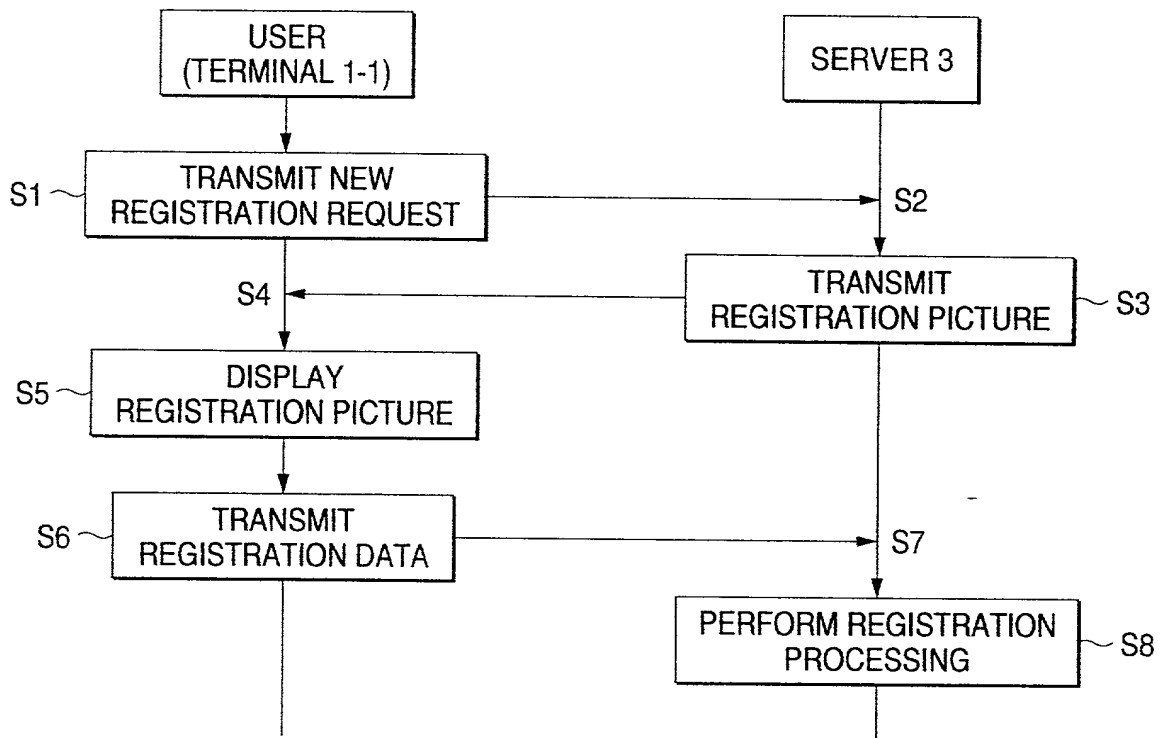 USER
(TERMINAL 1-1)
SERVER 3
S1
TRANSMIT NEW
REGISTRATION REQUEST
S2
S4
TRANSMIT
REGISTRATION PICTURE
S3
S5
DISPLAY
REGISTRATION PICTURE
S6
TRANSMIT
REGISTRATION DATA
S7
PERFORM REGISTRATION
PROCESSING
S8